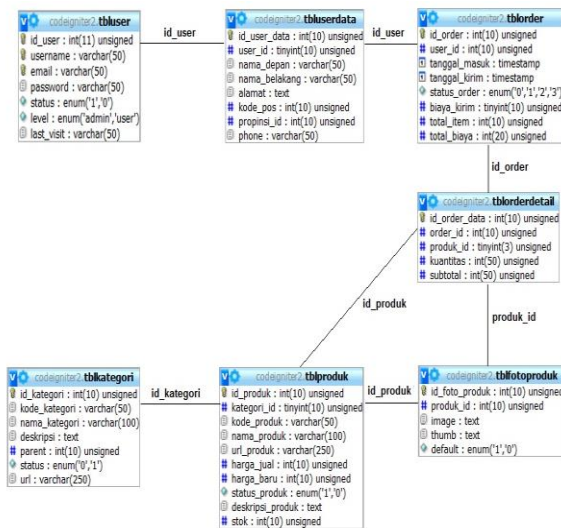 codeigniter2.tbluser
id_user : int(11) unsigned
username : varchar(50)
email : varchar(50)
password : varchar(50)
status : enum('1','0')
level : enum('admin','user')
last_visit : varchar(50)
id_user
codeigniter2.tbluserdata
id_user_data : int(10) unsigned
user_id : tinyint(10) unsigned
nama_depan : varchar(50)
nama_belakang : varchar(50)
alamat : text
kode_pos : int(10) unsigned
propinsi_id : int(10) unsigned
phone : varchar(50)
id_user
codeigniter2.tblorder
id_order : int(10) unsigned
user_id : int(10) unsigned
tanggal_masuk : timestamp
tanggal_kirim : timestamp
status_order : enum('0','1','2','3')
biaya_kirim : tinyint(10) unsigned
total_item : int(10) unsigned
total_biaya : int(20) unsigned
id_order
codeigniter2.tblorderdetail
id_order_data : int(10) unsigned
order_id : int(10) unsigned
produk_id : tinyint(3) unsigned
kuantitas : int(50) unsigned
subtotal : int(50) unsigned
id_produk
produk_id
codeigniter2.tblkategori
id_kategori : int(10) unsigned
kode_kategori : varchar(50)
nama_kategori : varchar(100)
deskripsi : text
parent : int(10) unsigned
status : enum('0','1')
url : varchar(250)
id_kategori
codeigniter2.tblproduk
id_produk : int(10) unsigned
kategori_id : tinyint(10) unsigned
kode_produk : varchar(50)
nama_produk : varchar(100)
url_produk : varchar(250)
harga_jual : int(10) unsigned
harga_baru : int(10) unsigned
status_produk : enum('1','0')
deskripsi_produk : text
stok : int(10) unsigned
id_produk
codeigniter2.tblfotoproduk
id_foto_produk : int(10) unsigned
produk_id : int(10) unsigned
image : text
thumb : text
default : enum('1','0')